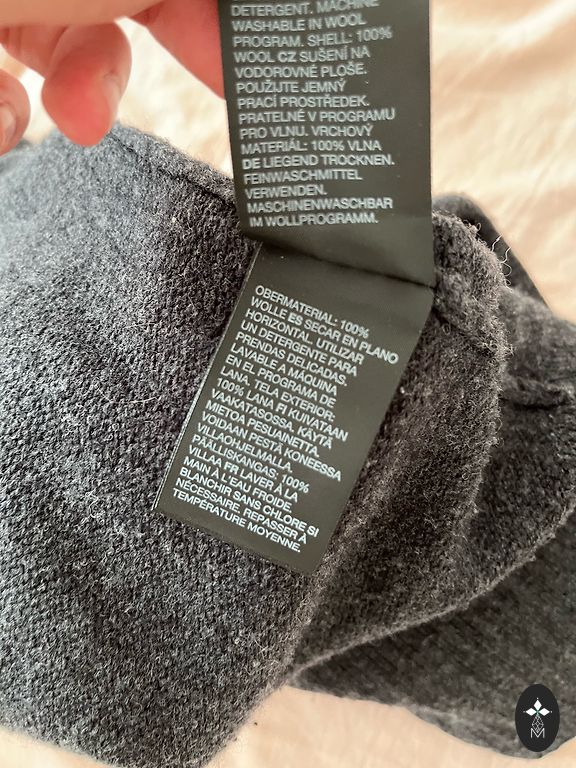 DETERGENT. MACHINE
WASHABLE IN WOOL
PROGRAM. SHELL: 100%
WOOL CZ SUŠENÍ NA
VODOROVNÉ PLOŠE.
POUŽIJTE JEMNÝ
PRACÍ PROSTŘEDEK.
PRATELNÉ V PROGRAMU
PRO VLNU. VRCHOVÝ
MATERIÁL: 100% VLNA
DE LIEGEND TROCKNEN.
FEINWASCHMITTEL
VERWENDEN.
MASCHINENWASCHBAR
IM WOLLPROGRAMM.
OBERMATERIAL: 100%
WOLLE ES SECAR EN PLANO
HORIZONTAL. UTILIZAR
UN DETERGENTE PARA
PRENDAS DELICADAS.
LAVABLE A MÁQUINA
EN EL PROGRAMA DE
LANA. TELA EXTERIOR:
100% LANA FI KUIVATAAN
VAAKATASOSSA. KÄYTÄ
MIETOA PESUAINETTA.
VOIDAAN PESTÄ KONEESSA
VILLAOHJELMALLA.
PÄÄLLISKANGAS: 100%
VILLAA FR LAVER À LA
MAIN À L'EAU FROIDE.
BLANCHIR SANS CHLORE SI
NÉCESSAIRE. REPASSER À
TEMPÉRATURE MOYENNE.
M